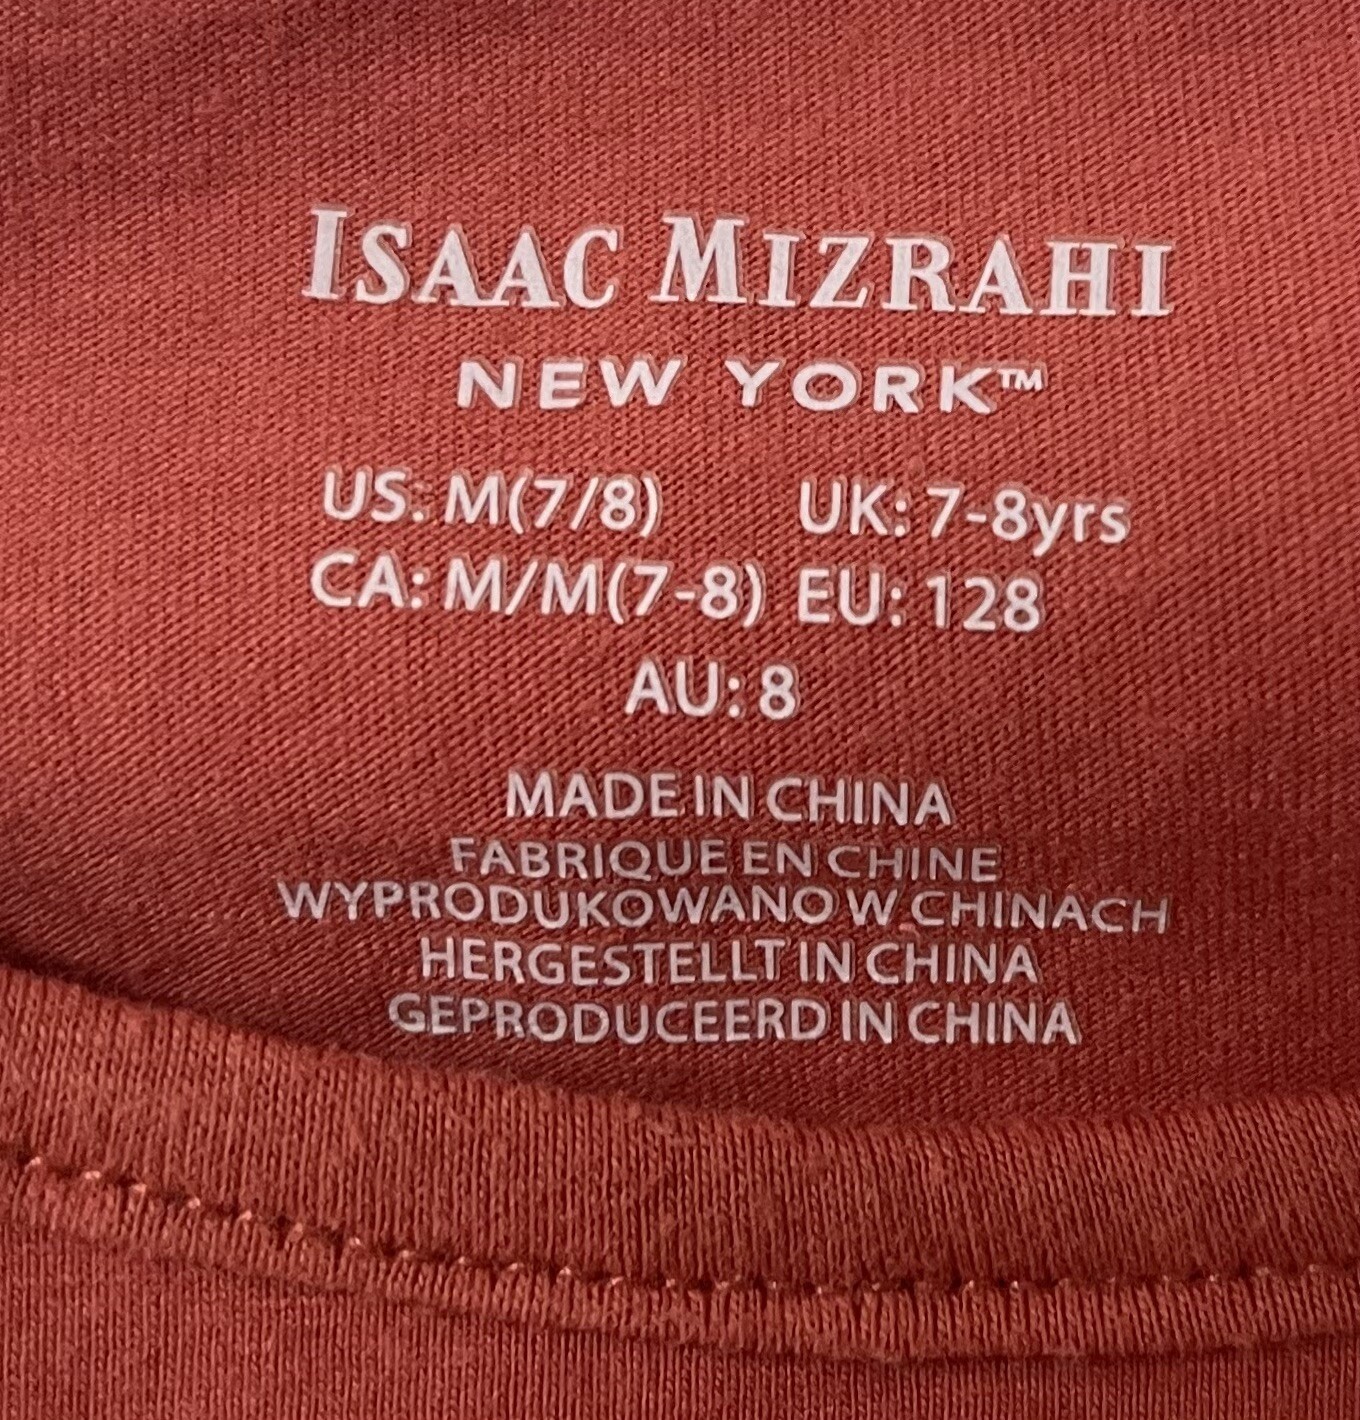 ISAAC MIZRAHI
NEW YORK™
US: M(7/8) UK: 7-8yrs
CA: M/M(7-8) EU: 128
AU: 8
MADE IN CHINA
FABRIQUE EN CHINE
WYPRODUKOWANO W CHINACH
HERGESTELLT IN CHINA
GEPRODUCEERD IN CHINA